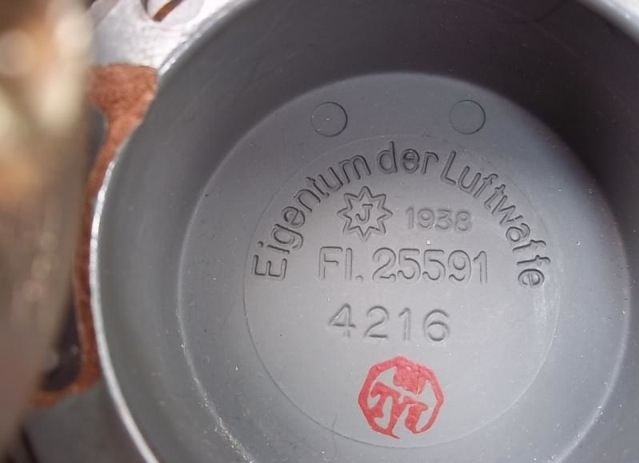 Eigentum der Luftwaffe
J 1938
Fl. 25591
4216